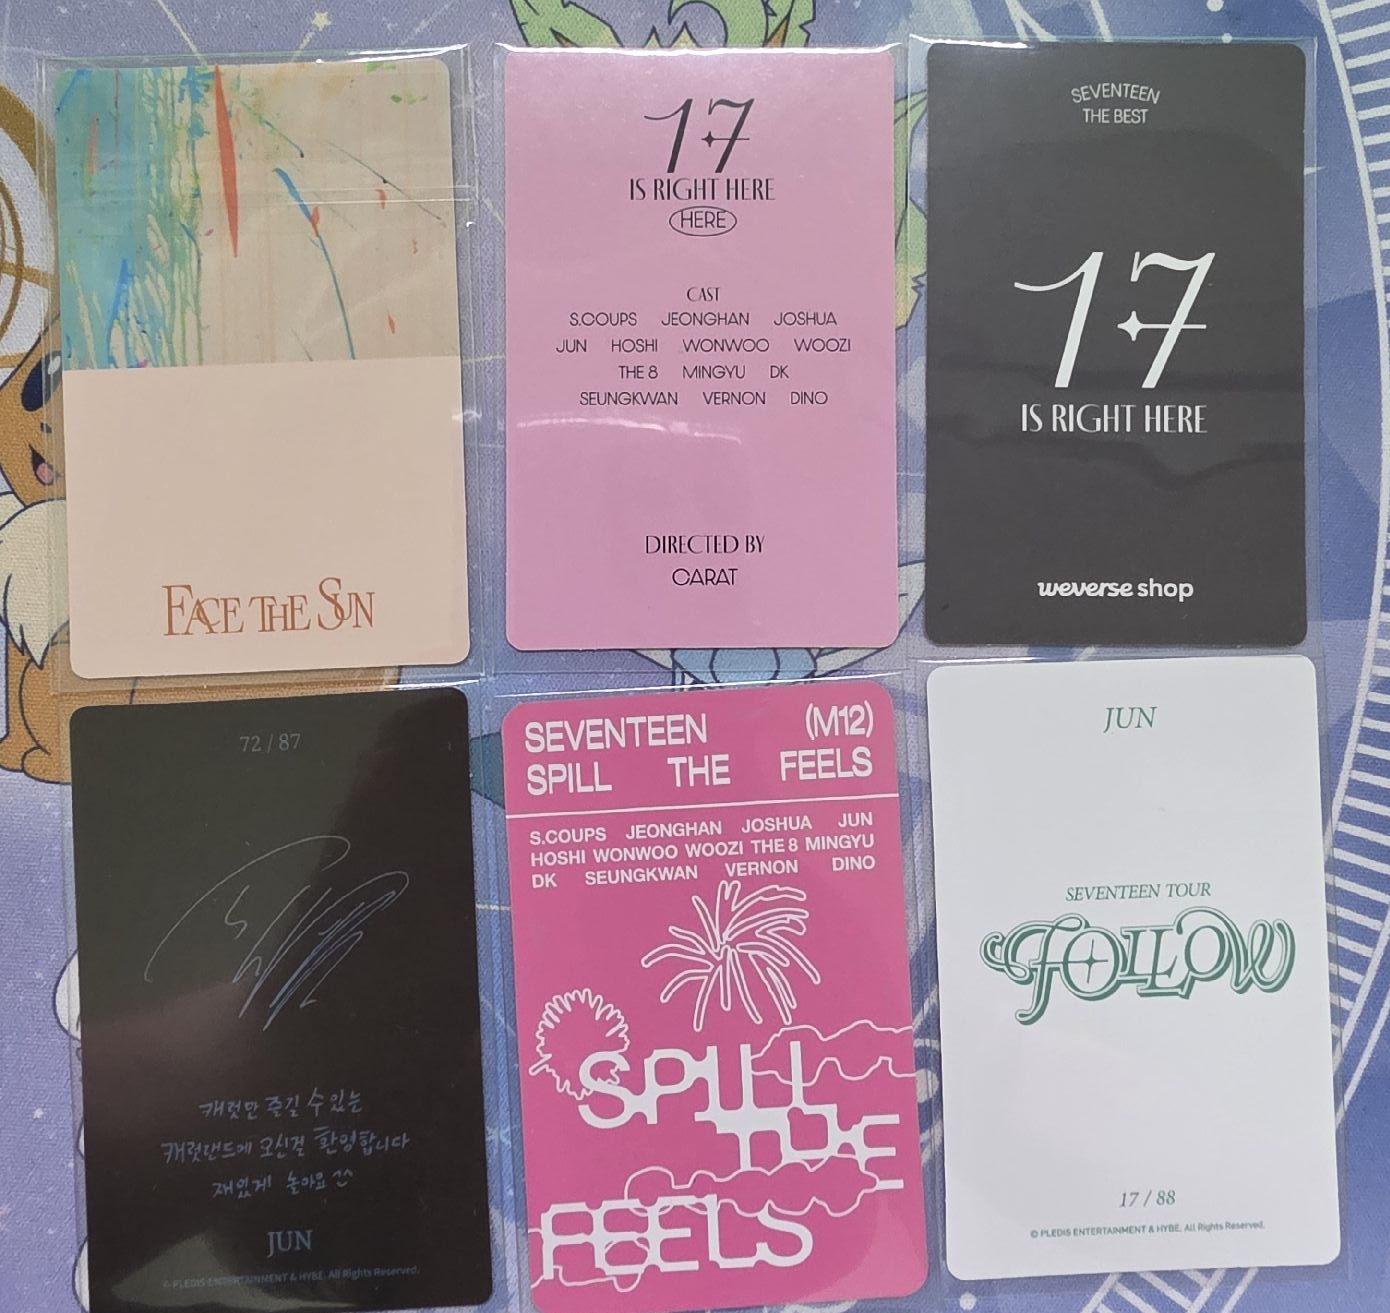 FACE THE SUN
17
IS RIGHT HERE
HERE
CAST
S.COUPS JEONGHAN JOSHUA
JUN HOSHI WONWOO WOOZI
THE 8 MINGYU DK
SEUNGKWAN VERNON DINO
DIRECTED BY
CARAT
SEVENTEEN
THE BEST
17
IS RIGHT HERE
weverse shop
72 / 87
캐럿만 즐길 수 있는
캐럿랜드에 오신걸 환영합니다
재밌게 놀아요 ^^
JUN
© PLEDIS ENTERTAINMENT & HYBE. All Rights Reserved.
SEVENTEEN (M12)
SPILL THE FEELS
S.COUPS JEONGHAN JOSHUA JUN
HOSHI WONWOO WOOZI THE 8 MINGYU
DK SEUNGKWAN VERNON DINO
SPILL
THE
FEELS
JUN
SEVENTEEN TOUR
FOLLOW
17 / 88
© PLEDIS ENTERTAINMENT & HYBE. All Rights Reserved.